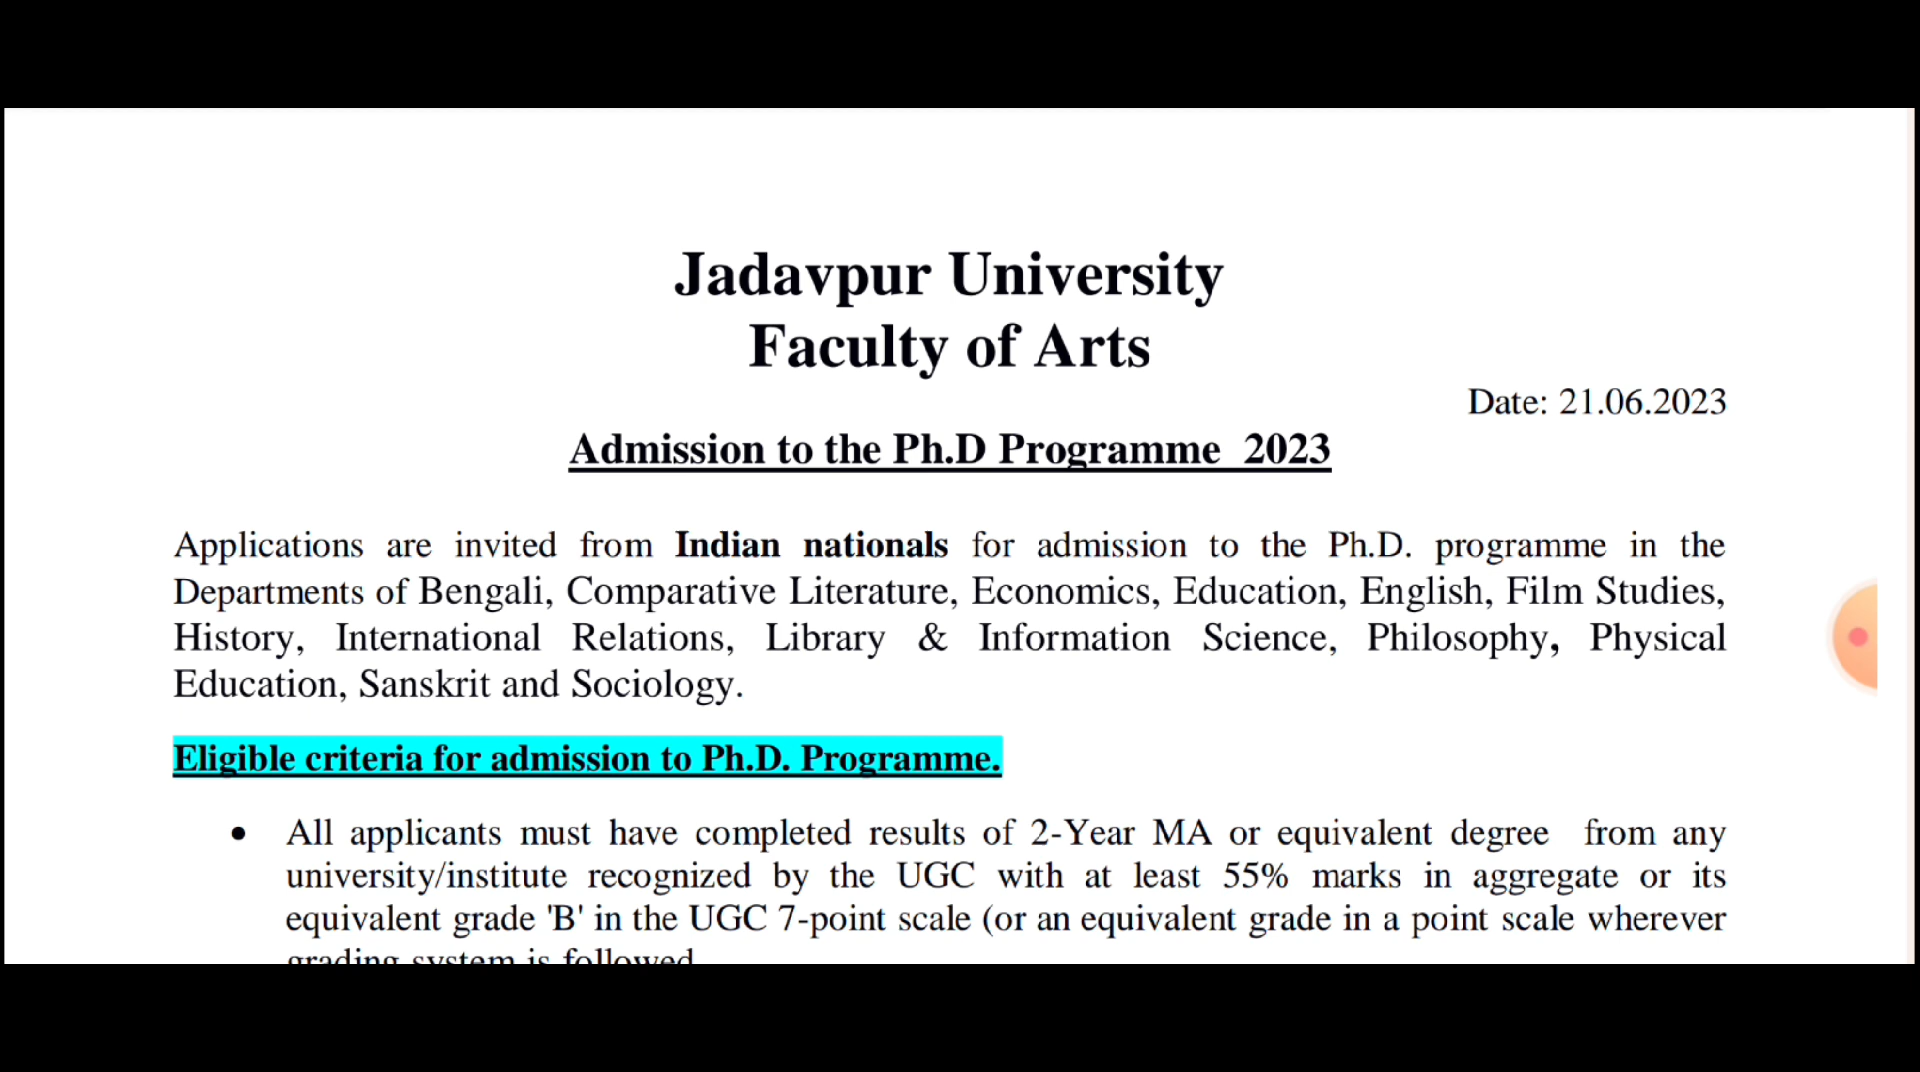 Jadavpur University
Faculty of Arts
Date: 21.06.2023
Admission to the Ph.D Programme 2023
Applications are invited from Indian nationals for admission to the Ph.D. programme in the
Departments of Bengali, Comparative Literature, Economics, Education, English, Film Studies,
History, International Relations, Library & Information Science, Philosophy, Physical
Education, Sanskrit and Sociology.
Eligible criteria for admission to Ph.D. Programme.
• All applicants must have completed results of 2-Year MA or equivalent degree from any
university/institute recognized by the UGC with at least 55% marks in aggregate or its
equivalent grade 'B' in the UGC 7-point scale (or an equivalent grade in a point scale wherever
grading system is followed